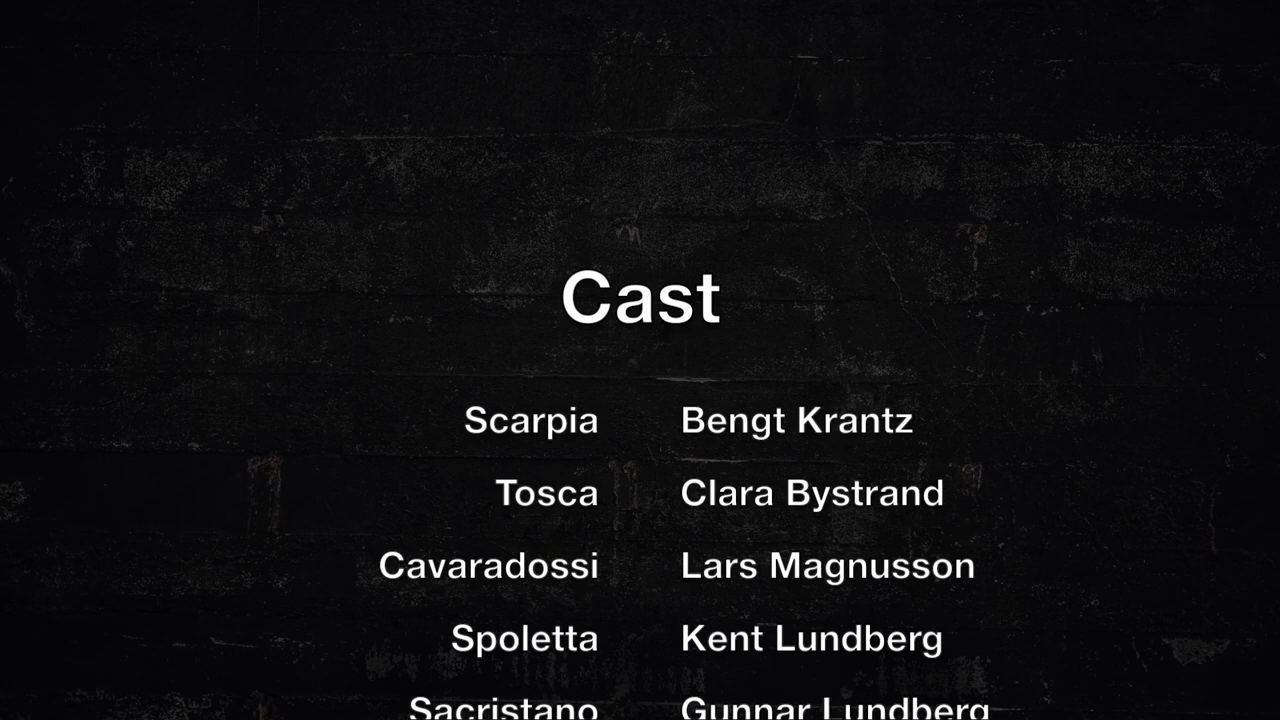 Cast
Scarpia Bengt Krantz
Tosca Clara Bystrand
Cavaradossi Lars Magnusson
Spoletta Kent Lundberg
Sacristano Gunnar Lundberg